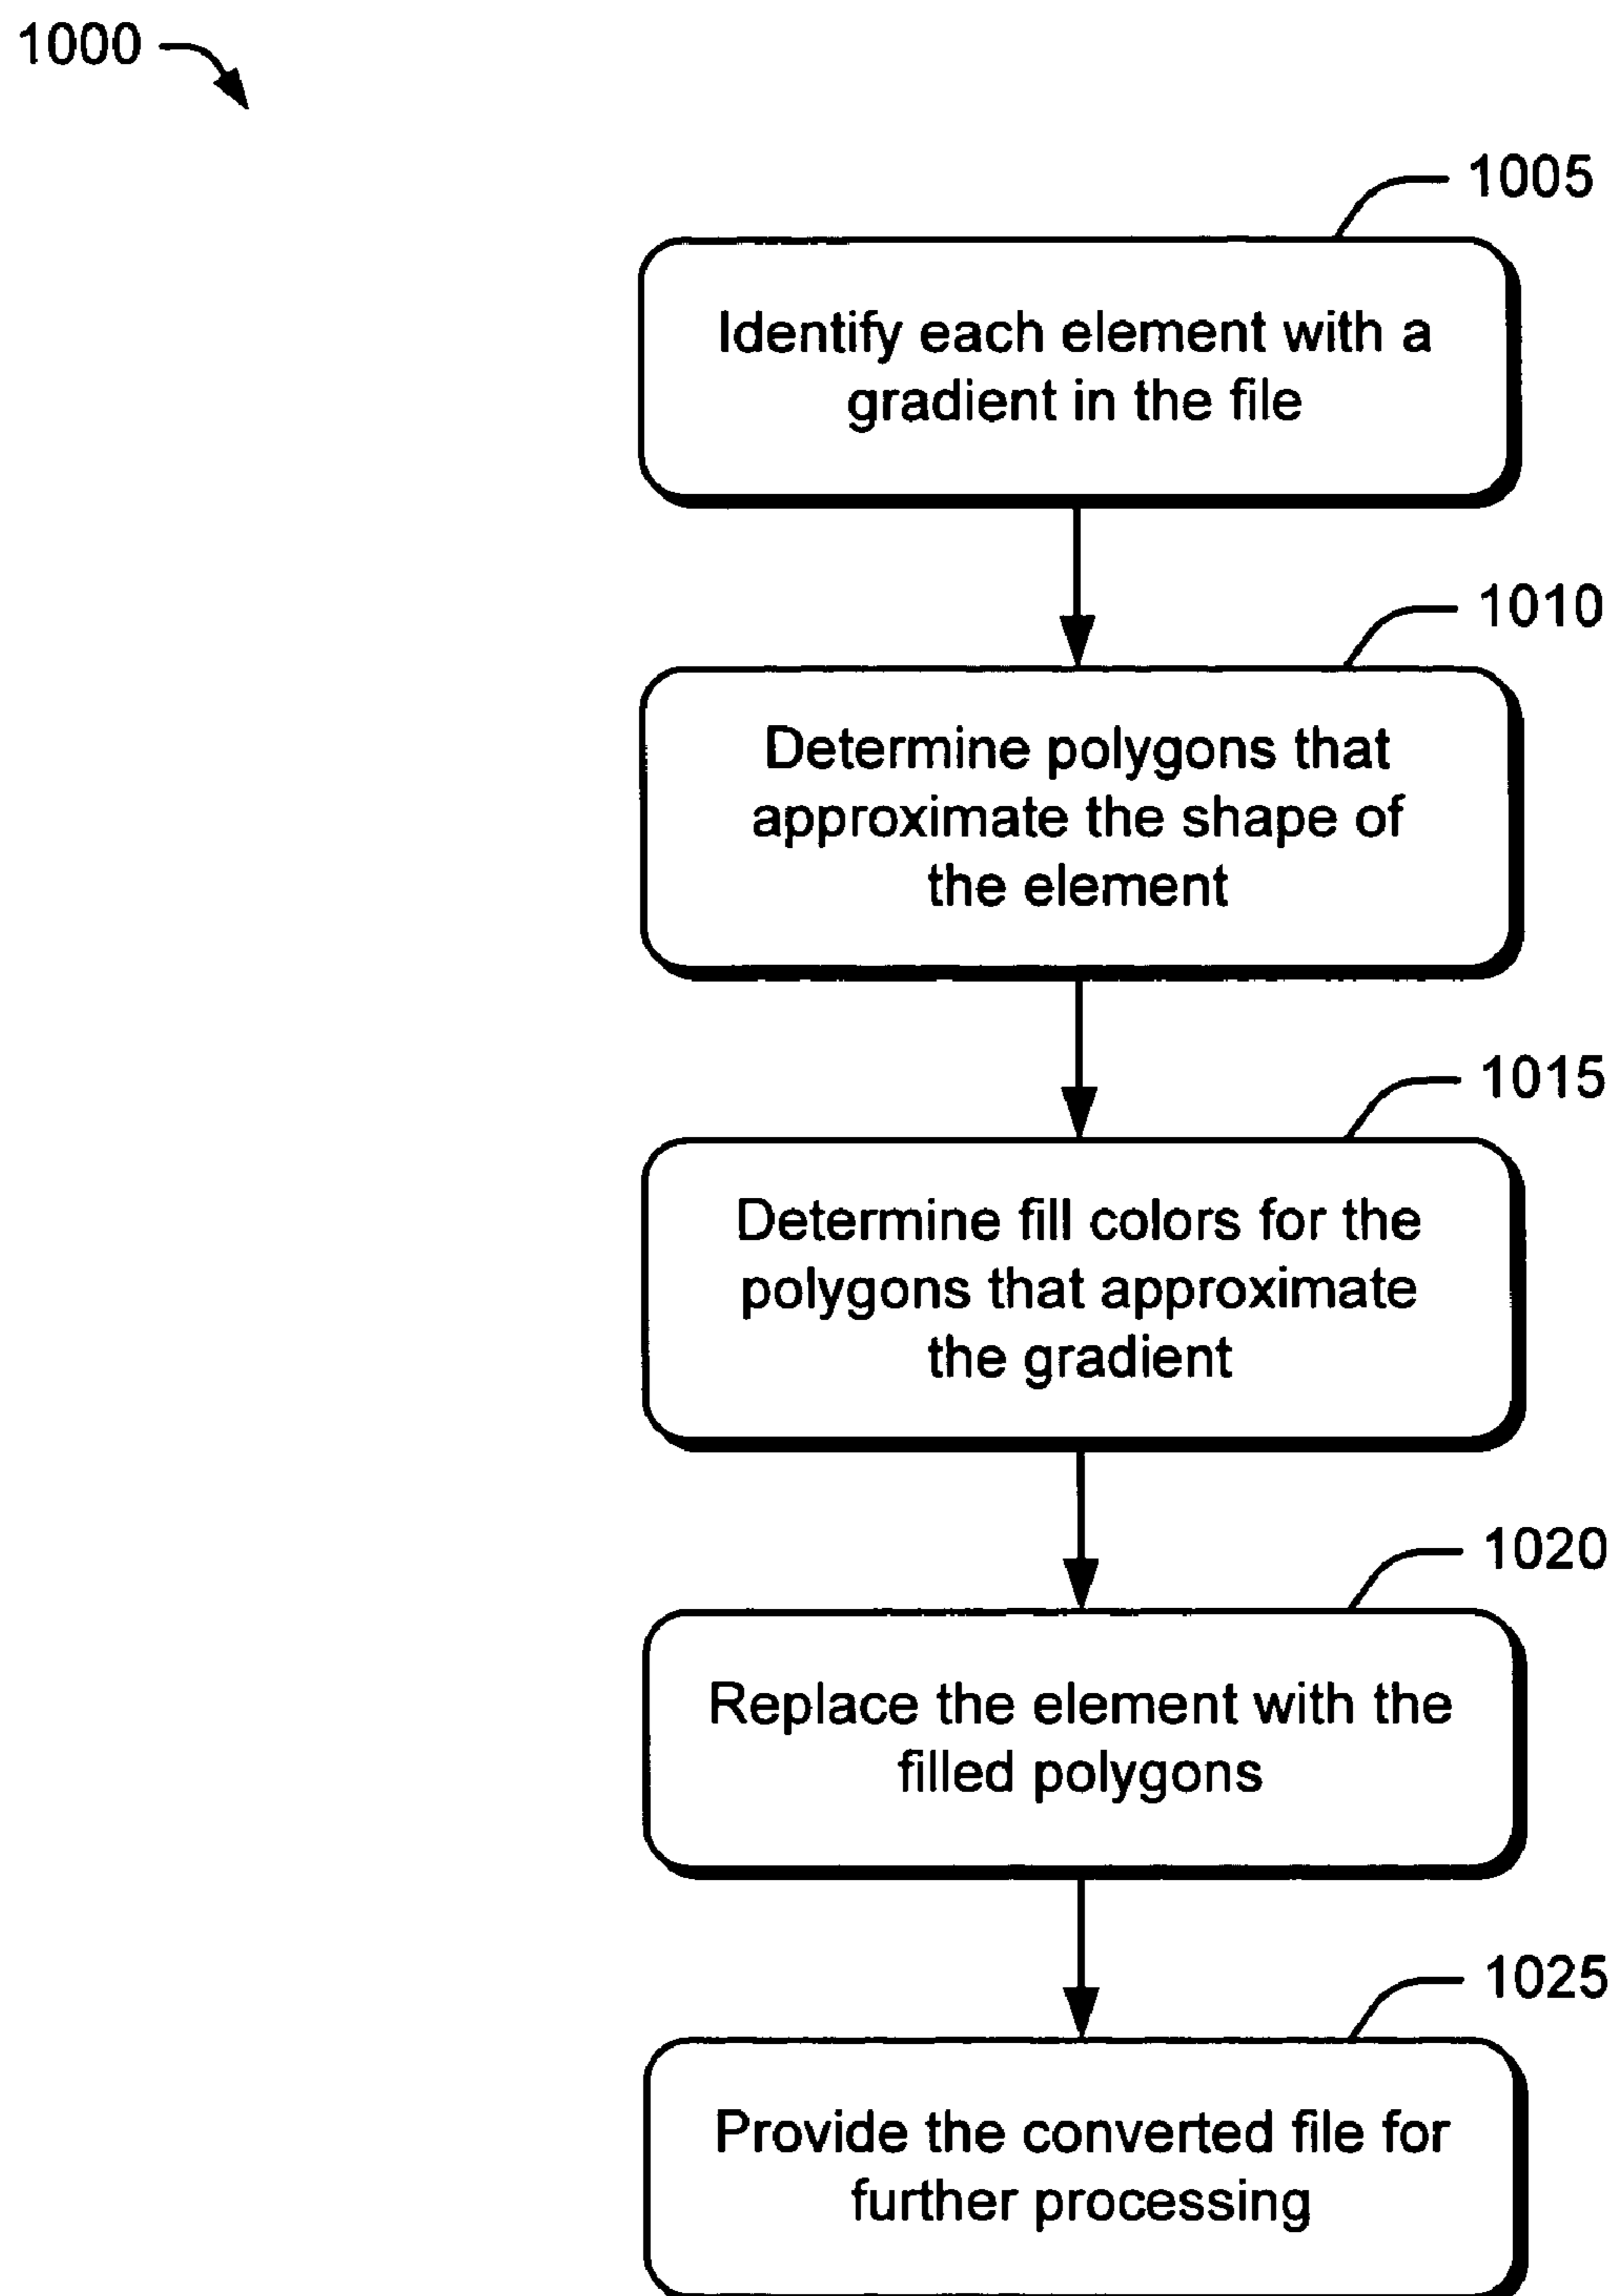 1000
1005
Identify each element with a
gradient in the file
1010
Determine polygons that
approximate the shape of
the element
1015
Determine fill colors for the
polygons that approximate
the gradient
1020
Replace the element with the
filled polygons
1025
Provide the converted file for
further processing